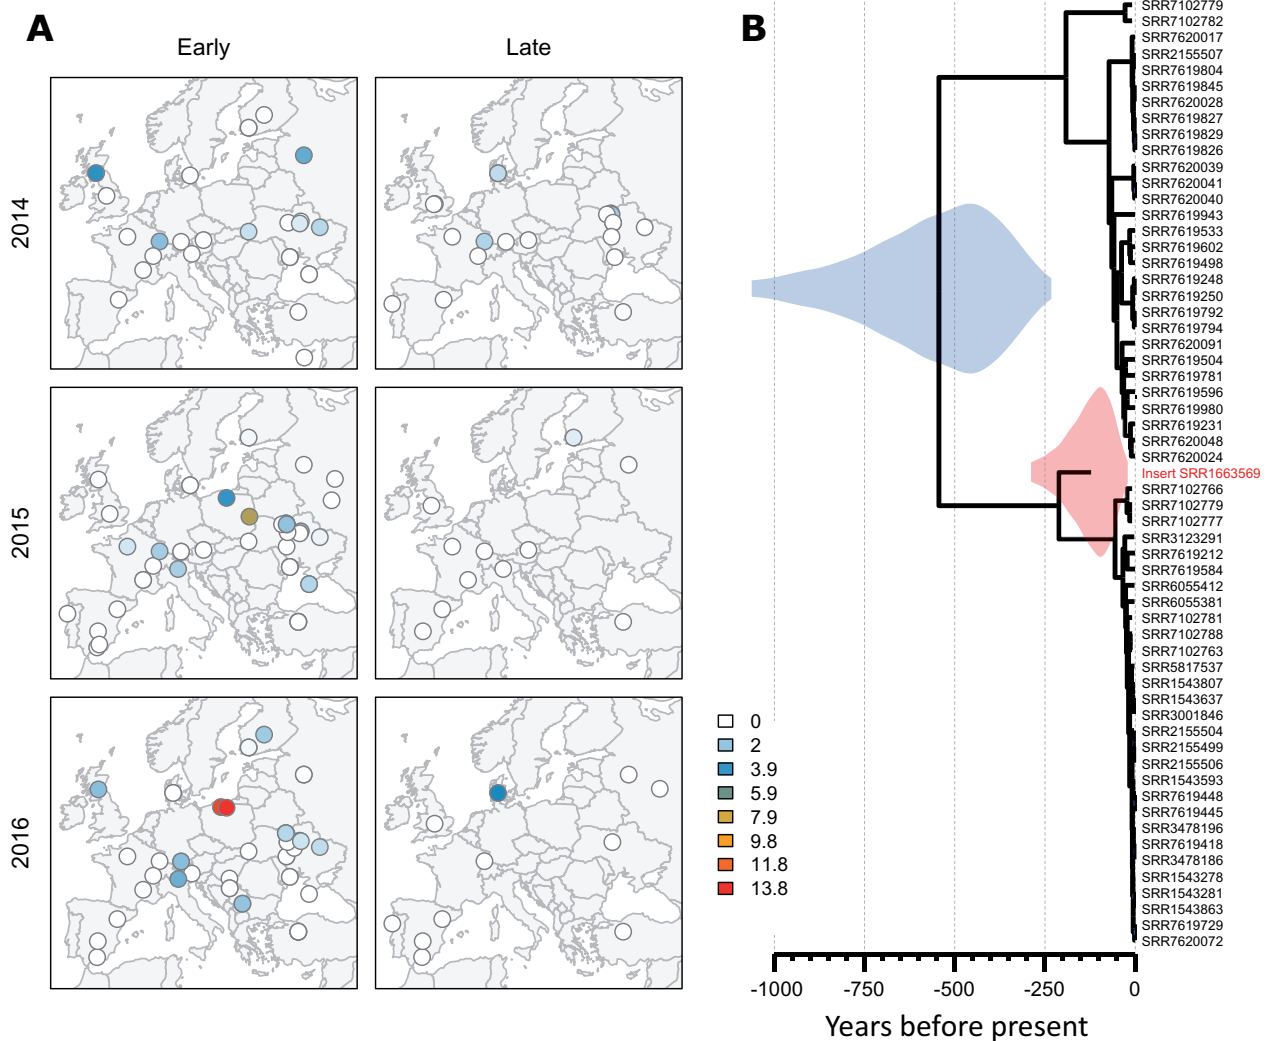 A
Early
Late
2014
2015
2016
0
2
3.9
5.9
7.9
9.8
11.8
13.8
B
SRR7102779
SRR7102782
SRR7620017
SRR2155507
SRR7619804
SRR7619845
SRR7620028
SRR7619827
SRR7619829
SRR7619826
SRR7620039
SRR7620041
SRR7620040
SRR7619943
SRR7619533
SRR7619602
SRR7619498
SRR7619248
SRR7619250
SRR7619792
SRR7619794
SRR7620091
SRR7619504
SRR7619781
SRR7619596
SRR7619980
SRR7619231
SRR7620048
SRR7620024
Insert SRR1663569
SRR7102766
SRR7102779
SRR7102777
SRR3123291
SRR7619212
SRR7619584
SRR6055412
SRR6055381
SRR7102781
SRR7102788
SRR7102763
SRR5817537
SRR1543807
SRR1543637
SRR3001846
SRR2155504
SRR2155499
SRR2155506
SRR1543593
SRR7619448
SRR7619445
SRR3478196
SRR7619418
SRR3478186
SRR1543278
SRR1543281
SRR1543863
SRR7619729
SRR7620072
-1000 -750 -500 -250 0
Years before present